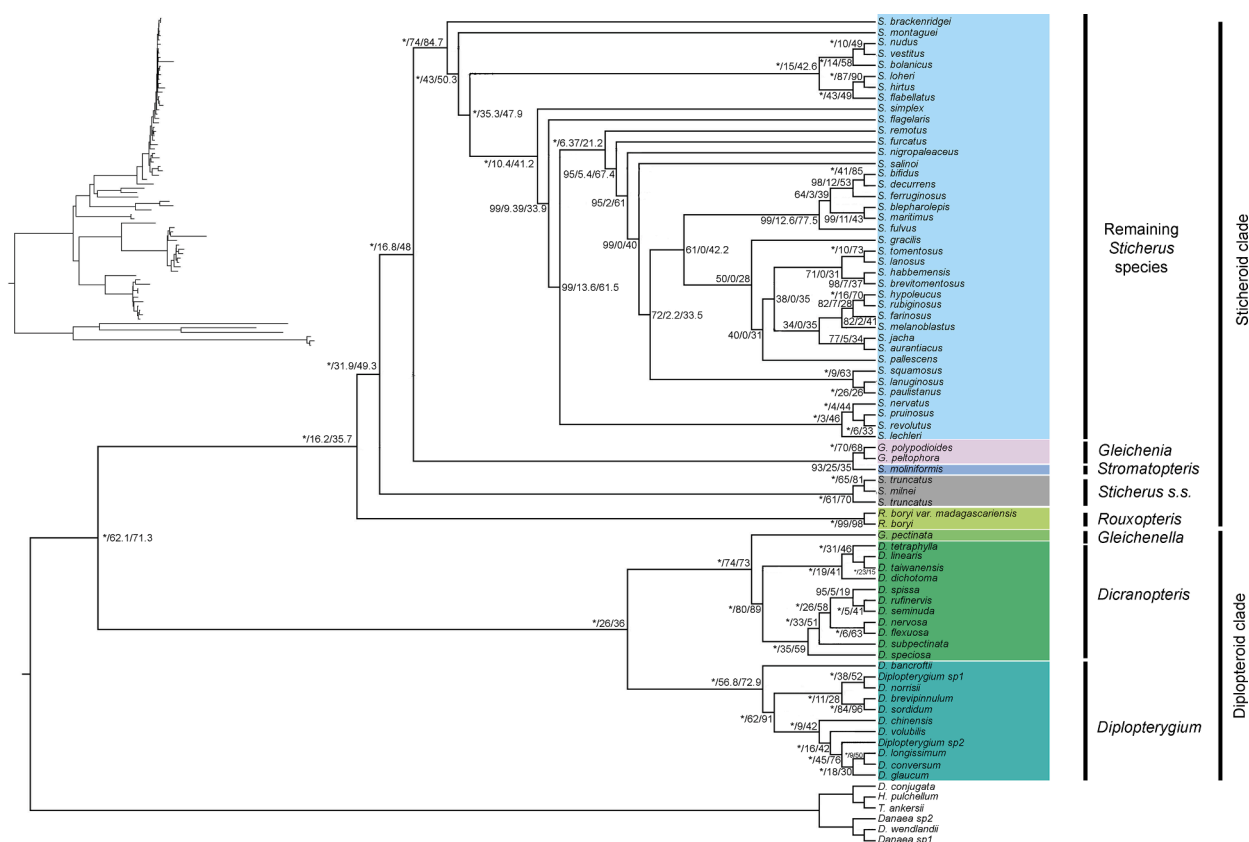 S. brackenridgei
S. montaguei
S. nudus
S. vestitus
S. bolanicus
S. loheri
S. hirtus
S. flabellatus
S. simplex
S. flagelaris
S. remotus
S. furcatus
S. nigropaleaceus
S. salinoi
S. bifidus
S. decurrens
S. ferruginosus
S. blepharolepis
S. maritimus
S. fulvus
S. gracilis
S. tomentosus
S. lanosus
S. habbemensis
S. brevitomentosus
S. hypoleucus
S. rubiginosus
S. farinosus
S. melanoblastus
S. jacha
S. aurantiacus
S. pallescens
S. squamosus
S. lanuginosus
S. paulistanus
S. nervatus
S. pruinosus
S. revolutus
S. lechleri
G. polypodioides
G. peltophora
S. moliniformis
S. truncatus
S. milnei
S. truncatus
R. boryi var. madagascariensis
R. boryi
G. pectinata
D. tetraphylla
D. linearis
D. taiwanensis
D. dichotoma
D. spissa
D. rufinervis
D. seminuda
D. nervosa
D. flexuosa
D. subpectinata
D. speciosa
D. bancroftii
Diplopterygium sp1
D. norrisii
D. brevipinnulum
D. sordidum
D. chinensis
D. volubilis
Diplopterygium sp2
D. longissimum
D. conversum
D. glaucum
D. conjugata
H. pulchellum
T. ankersii
Danaea sp2
D. wendlandii
Danaea sp1
*/74/84.7
*/43/50.3
*/10/49
*/14/58
*/15/42.6
*/87/90
*/43/49
*/35.3/47.9
*/10.4/41.2
*/6.37/21.2
95/5.4/67.4
95/2/61
99/9.39/33.9
99/0/40
*/41/85
98/12/53
64/3/39
99/11/43
99/12.6/77.5
61/0/42.2
*/16.8/48
*/10/73
71/0/31
98/7/37
50/0/28
99/13.6/61.5
38/0/35
*/16/70
82/7/28
82/2/41
72/2.2/33.5
34/0/35
40/0/31
77/5/34
*/31.9/49.3
*/9/63
*/26/26
*/4/44
*/3/46
*/6/33
*/16.2/35.7
*/70/68
93/25/35
*/65/81
*/61/70
*/99/98
*/62.1/71.3
*/31/46
*/74/73
*/19/41
*/23/15
95/5/19
*/26/58
*/5/41
*/80/89
*/33/51
*/6/63
*/26/36
*/35/59
*/56.8/72.9
*/38/52
*/11/28
*/84/96
*/62/91
*/9/42
*/16/42
*/45/76
*/9/50
*/18/30
Remaining
Sticherus
species
Gleichenia
Stromatopteris
Sticherus s.s.
Rouxopteris
Gleichenella
Dicranopteris
Diplopterygium
Sticheroid clade
Diplopteroid clade